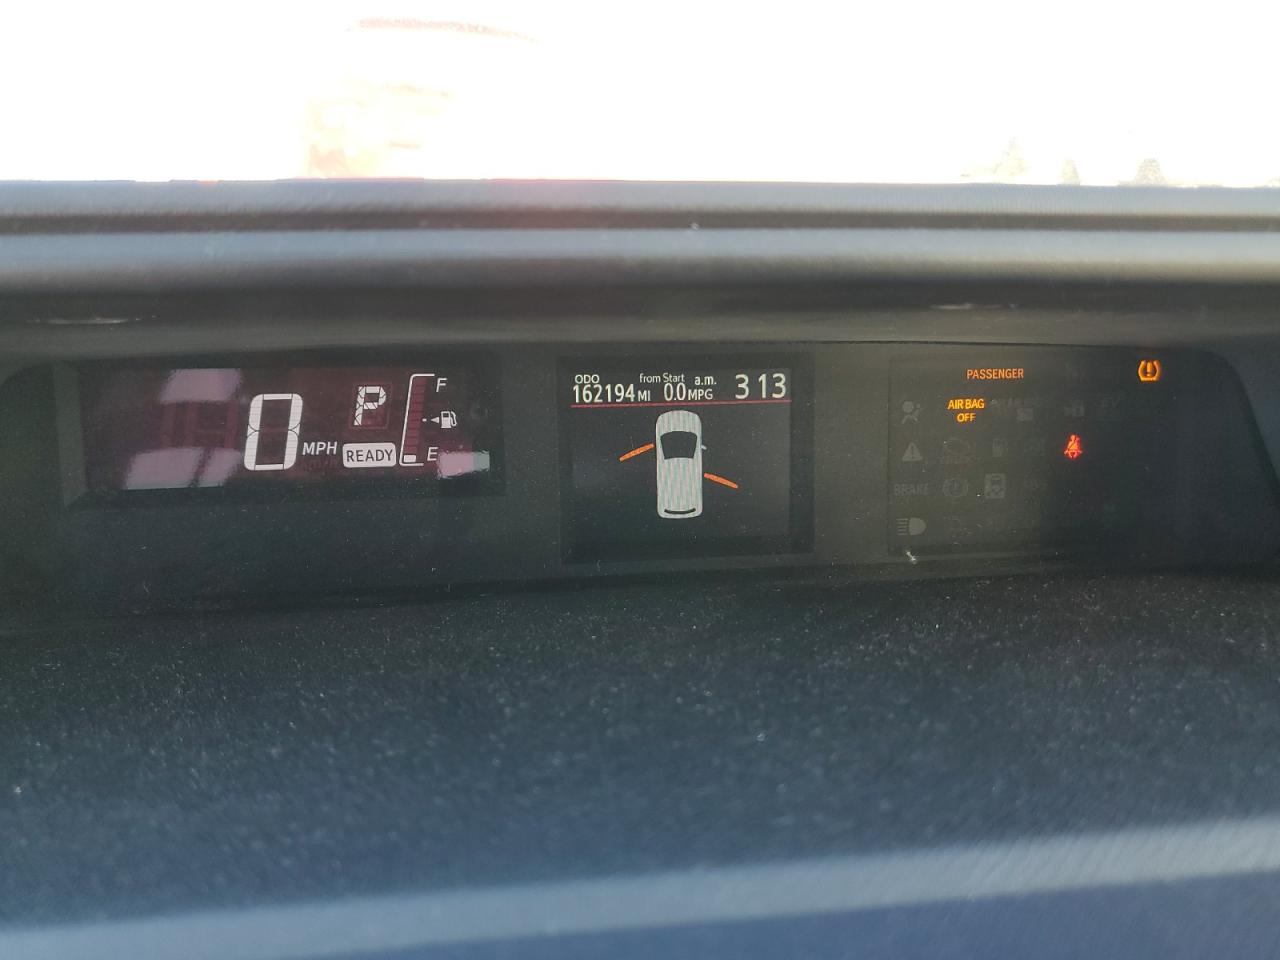 0 MPH
P
READY
F
E
ODO
162194 MI
from Start
0.0 MPG
a.m.
3 13
PASSENGER
AIR BAG
OFF
BRAKE